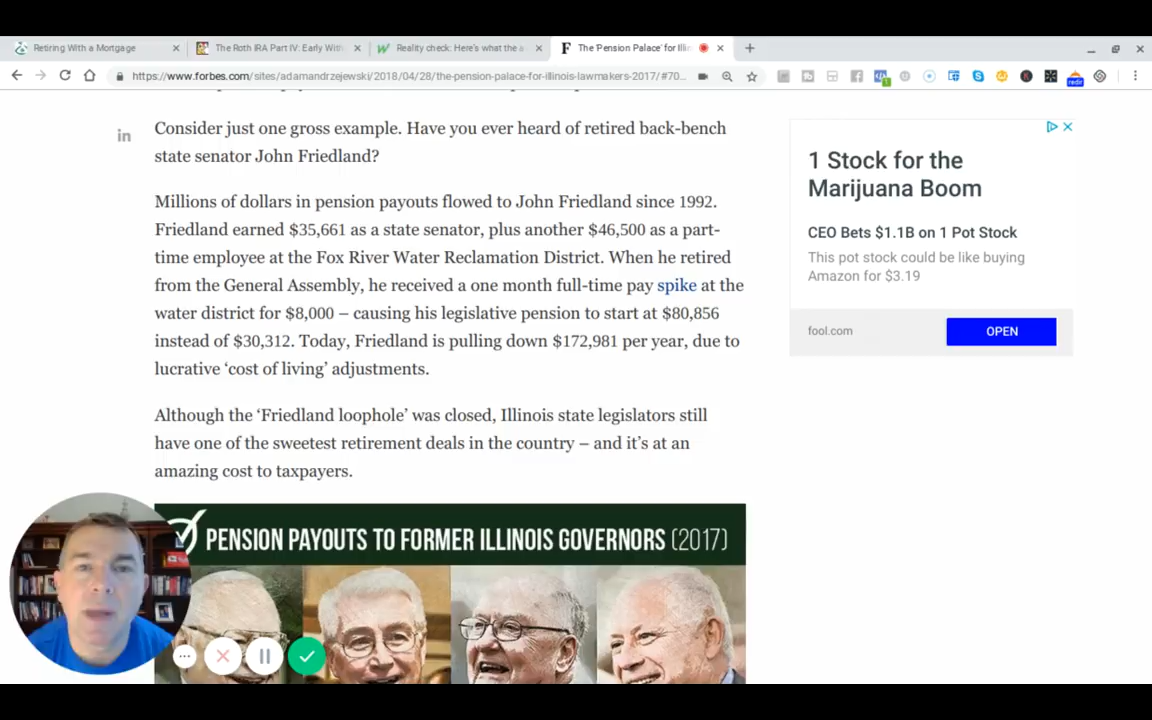 Retiring With a Mortgage
The Roth IRA Part IV: Early With
Reality check: Here's what the a
The 'Pension Palace' for Illin
https://www.forbes.com/sites/adamandrzejewski/2018/04/28/the-pension-palace-for-illinois-lawmakers-2017/#70...
in
Consider just one gross example. Have you ever heard of retired back-bench
state senator John Friedland?
Millions of dollars in pension payouts flowed to John Friedland since 1992.
Friedland earned $35,661 as a state senator, plus another $46,500 as a part-
time employee at the Fox River Water Reclamation District. When he retired
from the General Assembly, he received a one month full-time pay spike at the
water district for $8,000 – causing his legislative pension to start at $80,856
instead of $30,312. Today, Friedland is pulling down $172,981 per year, due to
lucrative 'cost of living' adjustments.
Although the 'Friedland loophole' was closed, Illinois state legislators still
have one of the sweetest retirement deals in the country – and it's at an
amazing cost to taxpayers.
PENSION PAYOUTS TO FORMER ILLINOIS GOVERNORS (2017)
1 Stock for the
Marijuana Boom
CEO Bets $1.1B on 1 Pot Stock
This pot stock could be like buying
Amazon for $3.19
fool.com
OPEN